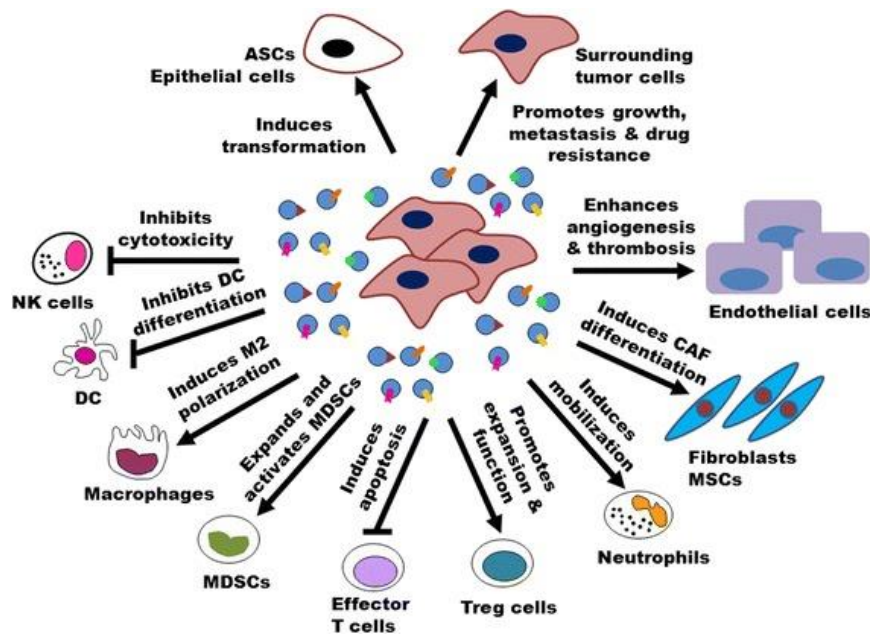 ASCs
Epithelial cells
Surrounding
tumor cells
Induces
transformation
Promotes growth,
metastasis & drug
resistance
Inhibits
cytotoxicity
NK cells
Enhances
angiogenesis
& thrombosis
Endothelial cells
Inhibits DC
differentiation
DC
Induces CAF
differentiation
Fibroblasts
MSCs
Induces M2
polarization
Macrophages
Expands and
activates MDSCs
MDSCs
Induces
apoptosis
Effector
T cells
Promotes
expansion &
function
Treg cells
Induces
mobilization
Neutrophils